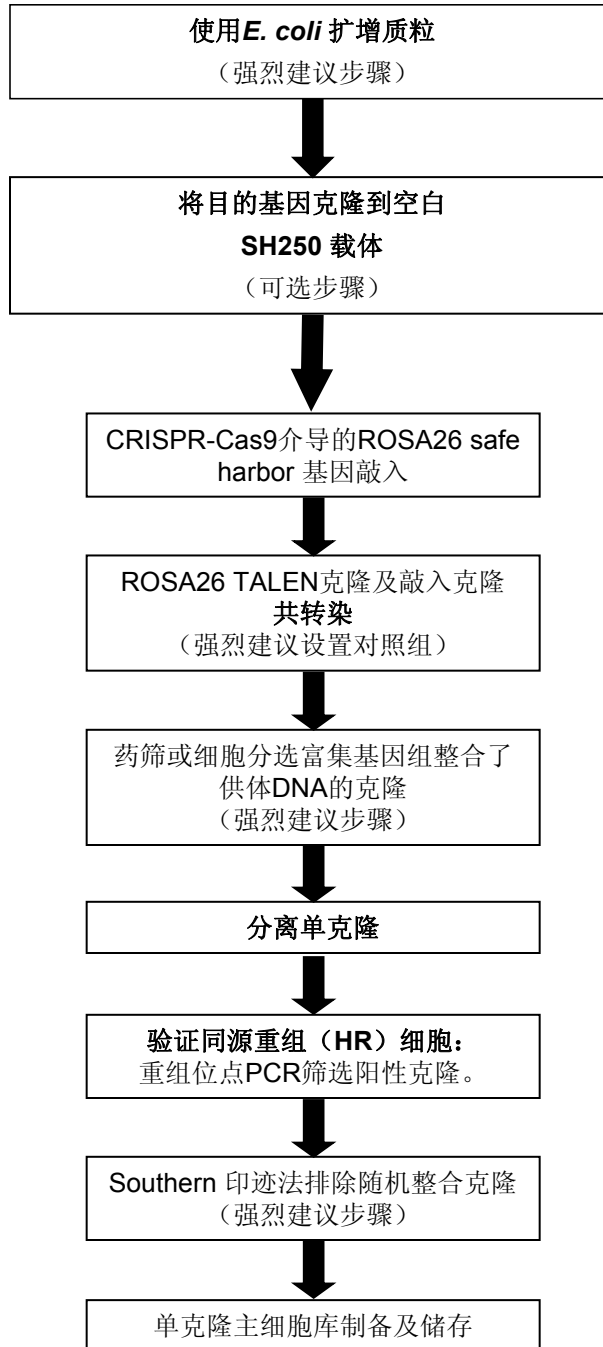 使用E. coli 扩增质粒
（强烈建议步骤）
将目的基因克隆到空白
SH250 载体
（可选步骤）
CRISPR-Cas9介导的ROSA26 safe
harbor 基因敲入
ROSA26 TALEN克隆及敲入克隆
共转染
（强烈建议设置对照组）
药筛或细胞分选富集基因组整合了
供体DNA的克隆
（强烈建议步骤）
分离单克隆
验证同源重组（HR）细胞：
重组位点PCR筛选阳性克隆。
Southern 印迹法排除随机整合克隆
（强烈建议步骤）
单克隆主细胞库制备及储存